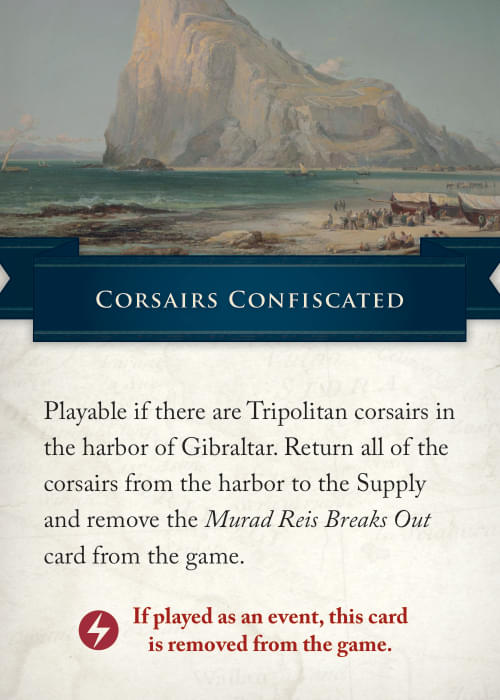 Corsairs Confiscated
Playable if there are Tripolitan corsairs in
the harbor of Gibraltar. Return all of the
corsairs from the harbor to the Supply
and remove the Murad Reis Breaks Out
card from the game.
If played as an event, this card
is removed from the game.